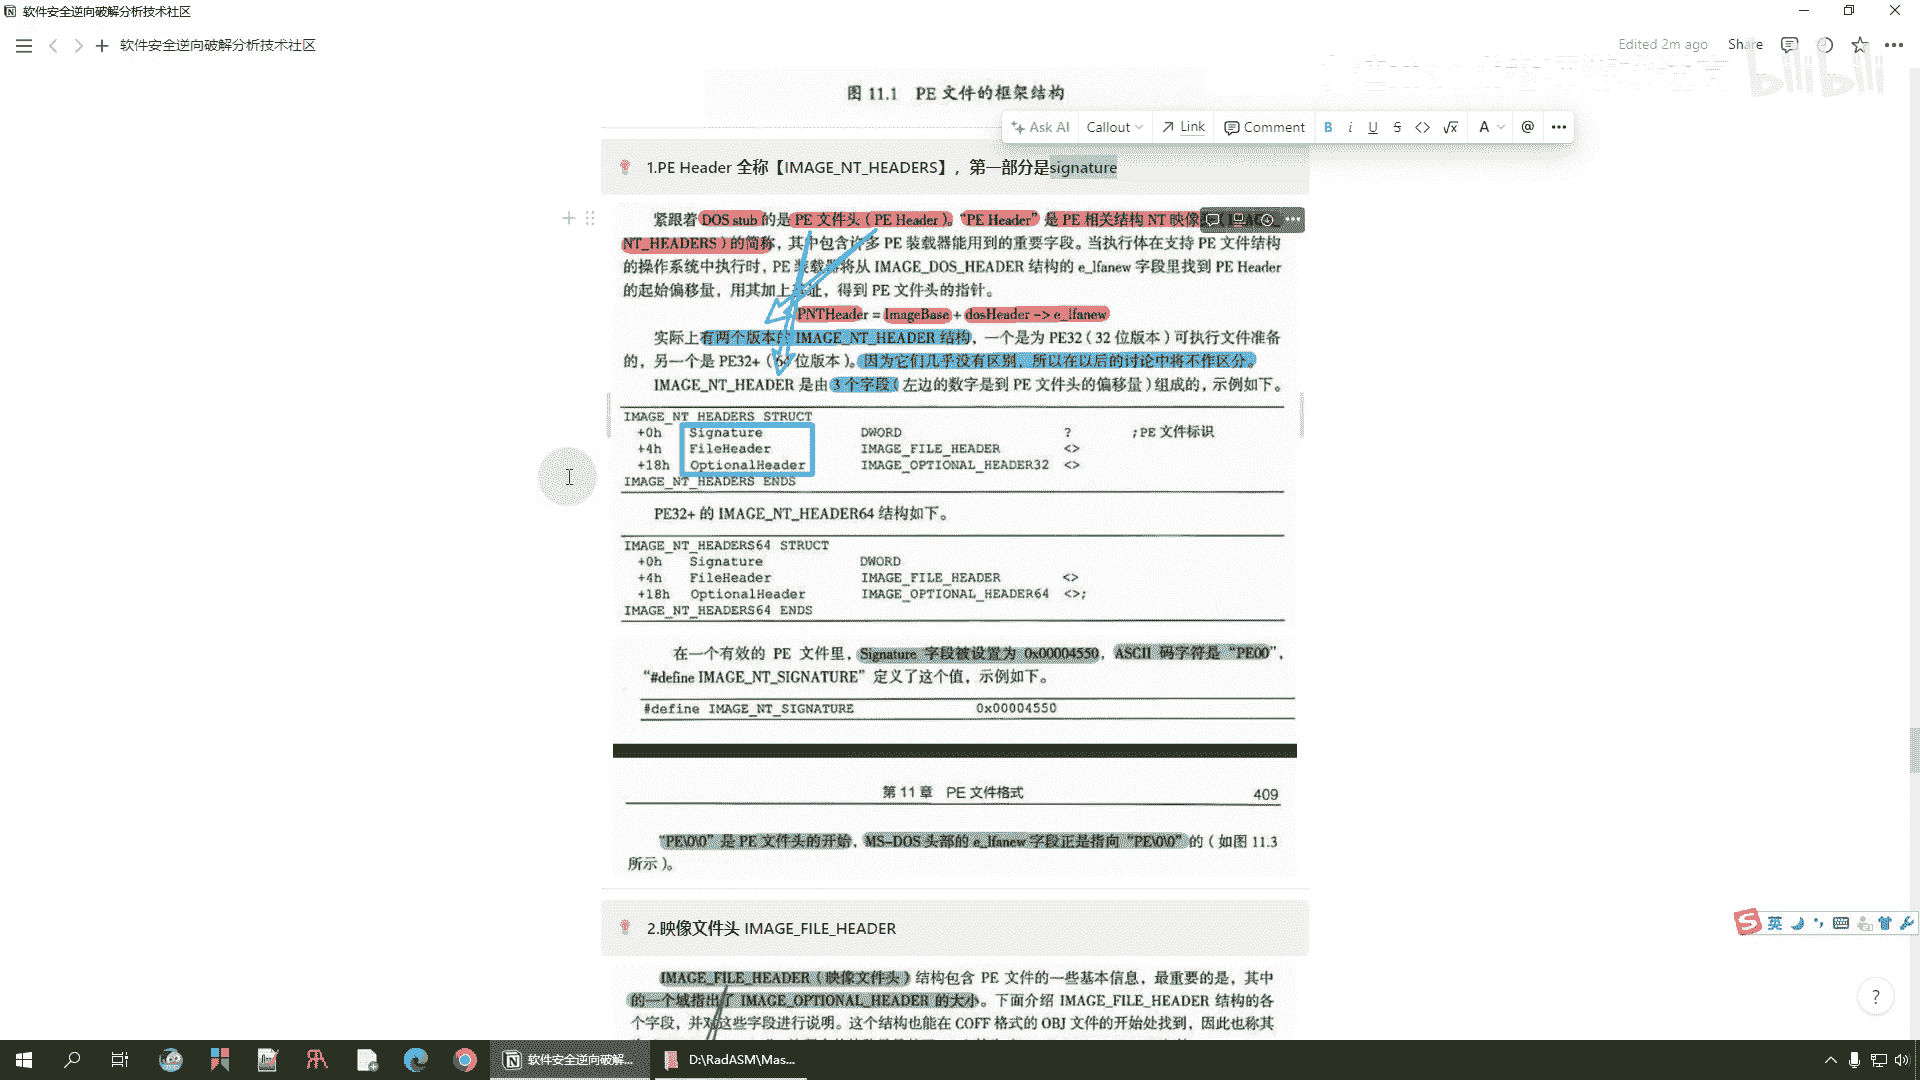 软件安全逆向破解分析技术社区
软件安全逆向破解分析技术社区
Edited 2m ago
Share
bilibili
图 11.1 PE 文件的框架结构
Ask AI
Callout
Link
Comment
B i U S <> √x A @ •••
1.PE Header 全称【IMAGE_NT_HEADERS】，第一部分是signature
紧跟着 DOS stub 的是 PE 文件头（PE Header）。“PE Header” 是 PE 相关结构 NT 映像
NT_HEADERS）的简称，其中包含许多 PE 装载器能用到的重要字段。当执行体在支持 PE 文件结构
的操作系统中执行时，PE 装载器将从 IMAGE_DOS_HEADER 结构的 e_lfanew 字段里找到 PE Header
的起始偏移量，用其加上基址，得到 PE 文件头的指针。
PNTHeader = ImageBase + dosHeader -> e_lfanew
实际上有两个版本的 IMAGE_NT_HEADER 结构，一个是为 PE32（32 位版本）可执行文件准备
的，另一个是 PE32+（64 位版本）。因为它们几乎没有区别，所以在以后的讨论中将不作区分。
IMAGE_NT_HEADER 是由 3 个字段（左边的数字是到 PE 文件头的偏移量）组成的，示例如下。
IMAGE_NT_HEADERS STRUCT
+0h Signature DWORD ? ;PE 文件标识
+4h FileHeader IMAGE_FILE_HEADER <>
+18h OptionalHeader IMAGE_OPTIONAL_HEADER32 <>
IMAGE_NT_HEADERS ENDS
PE32+ 的 IMAGE_NT_HEADER64 结构如下。
IMAGE_NT_HEADERS64 STRUCT
+0h Signature DWORD
+4h FileHeader IMAGE_FILE_HEADER <>
+18h OptionalHeader IMAGE_OPTIONAL_HEADER64 <>;
IMAGE_NT_HEADERS64 ENDS
在一个有效的 PE 文件里，Signature 字段被设置为 0x00004550，ASCII 码字符是 “PE00”，
“#define IMAGE_NT_SIGNATURE” 定义了这个值，示例如下。
#define IMAGE_NT_SIGNATURE 0x00004550
第 11 章 PE 文件格式 409
“PE\0\0” 是 PE 文件头的开始，MS-DOS 头部的 e_lfanew 字段正是指向 “PE\0\0” 的（如图 11.3
所示）。
2.映像文件头 IMAGE_FILE_HEADER
IMAGE_FILE_HEADER（映像文件头）结构包含 PE 文件的一些基本信息，最重要的是，其中
的一个域指出了 IMAGE_OPTIONAL_HEADER 的大小。下面介绍 IMAGE_FILE_HEADER 结构的各
个字段，并对这些字段进行说明。这个结构也能在 COFF 格式的 OBJ 文件的开始处找到，因此也称其
英
?
软件安全逆向破解...
D:\RadASM\Mas...